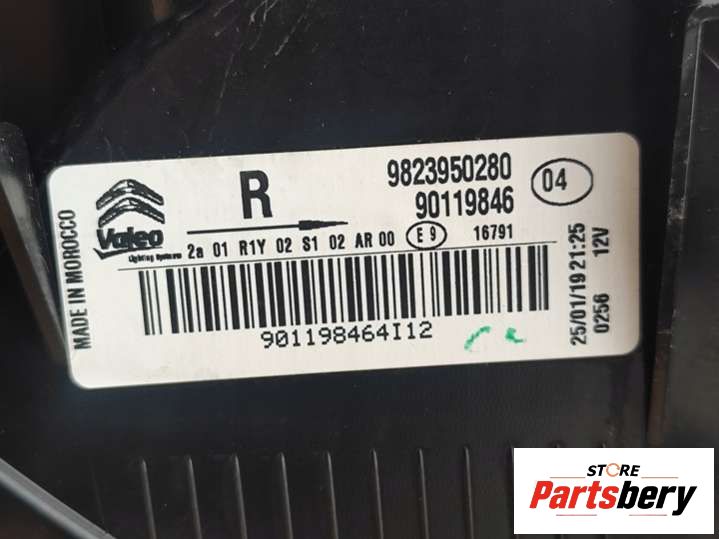 MADE IN MOROCCO
Valeo
Lighting Systems
R
9823950280
90119846
04
2a 01 R1Y 02 S1 02 AR 00 E 9 16791
901198464I12
25/01/19 21:25
0256 12V
STORE
Partsbery